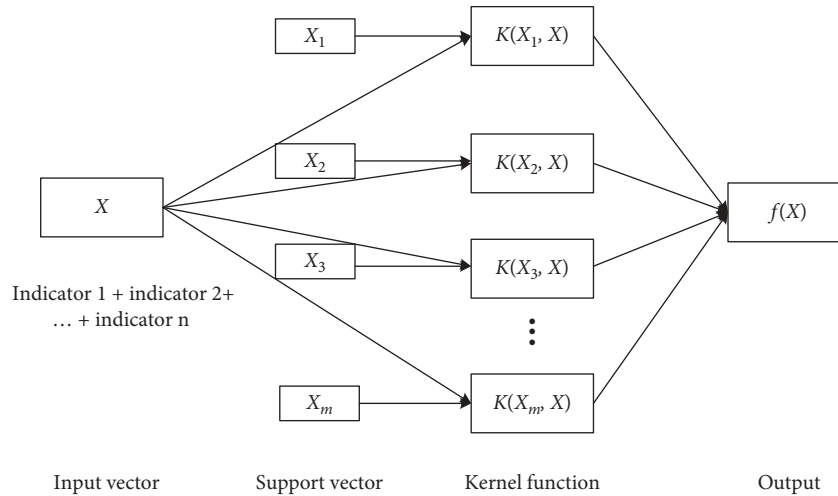 X₁
K(X₁, X)
X₂
K(X₂, X)
X
f(X)
X₃
K(X₃, X)
Indicator 1 + indicator 2+
… + indicator n
⋮
Xₘ
K(Xₘ, X)
Input vector
Support vector
Kernel function
Output